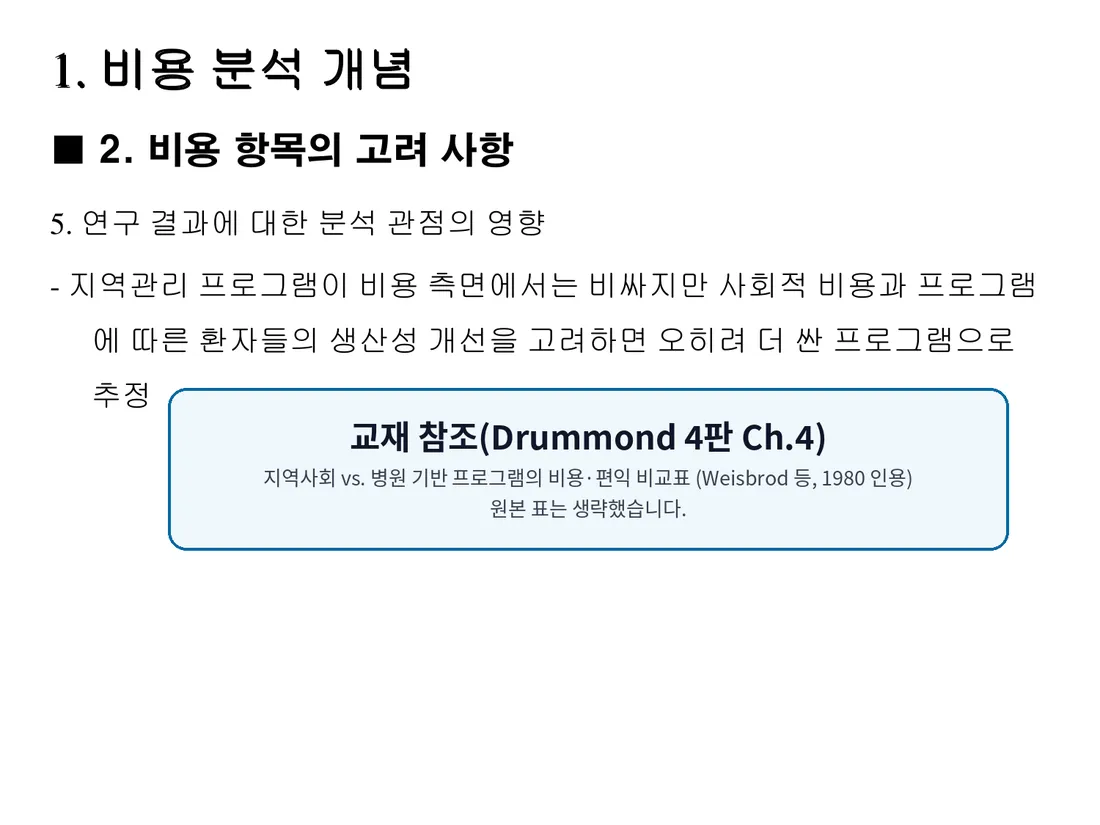 1. 비용 분석 개념
■ 2. 비용 항목의 고려 사항
5. 연구 결과에 대한 분석 관점의 영향
- 지역관리 프로그램이 비용 측면에서는 비싸지만 사회적 비용과 프로그램
에 따른 환자들의 생산성 개선을 고려하면 오히려 더 싼 프로그램으로
추정
교재 참조(Drummond 4판 Ch.4)
지역사회 vs. 병원 기반 프로그램의 비용·편익 비교표 (Weisbrod 등, 1980 인용)
원본 표는 생략했습니다.